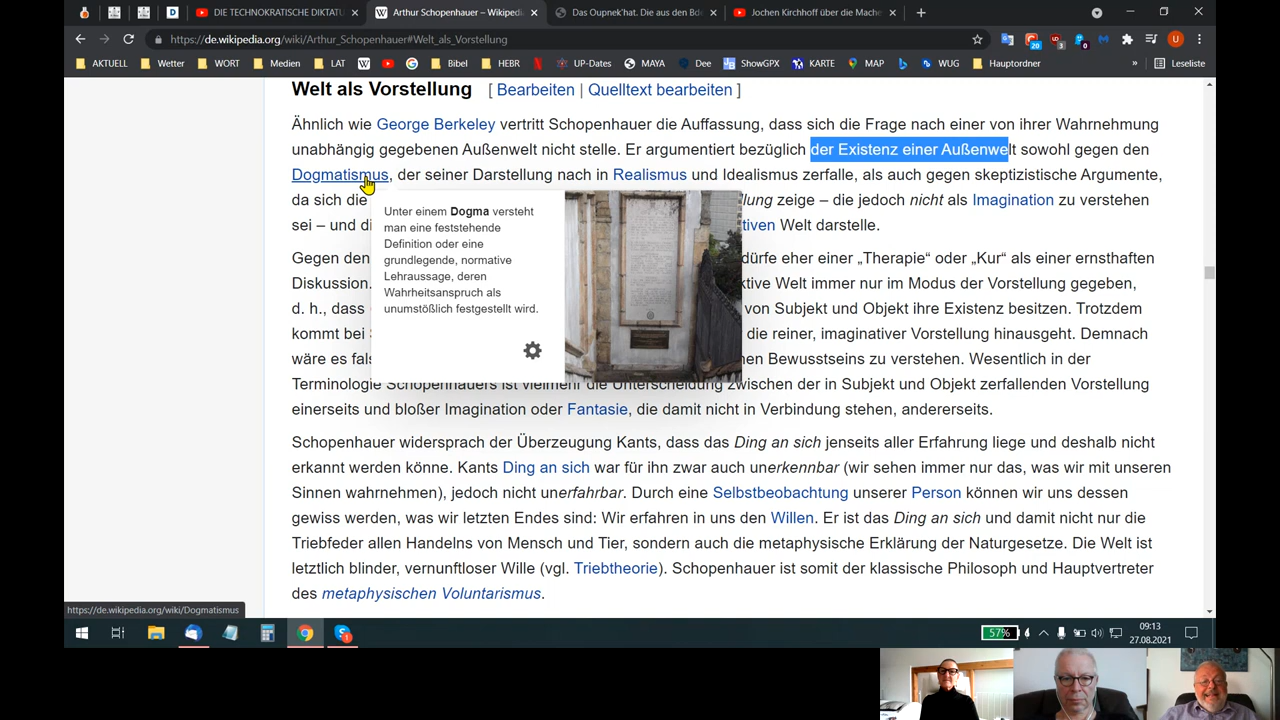 DIE TECHNOKRATISCHE DIKTATU
Arthur Schopenhauer – Wikipedi
Das Oupnek'hat. Die aus den
Jochen Kirchhoff über die Mache
https://de.wikipedia.org/wiki/Arthur_Schopenhauer#Welt_als_Vorstellung
20
3
0
U
AKTUELL
Wetter
WORT
Medien
LAT
Bibel
HEBR
UP-Dates
MAYA
Dee
ShowGPX
KARTE
MAP
WUG
Hauptordner
»
Leseliste
Welt als Vorstellung [ Bearbeiten | Quelltext bearbeiten ]
Ähnlich wie George Berkeley vertritt Schopenhauer die Auffassung, dass sich die Frage nach einer von ihrer Wahrnehmung
unabhängig gegebenen Außenwelt nicht stelle. Er argumentiert bezüglich der Existenz einer Außenwelt sowohl gegen den
Dogmatismus, der seiner Darstellung nach in Realismus und Idealismus zerfalle, als auch gegen skeptizistische Argumente,
da sich die llung zeige – die jedoch nicht als Imagination zu verstehen
sei – und di tiven Welt darstelle.
Unter einem Dogma versteht
man eine feststehende
Definition oder eine
grundlegende, normative
Lehraussage, deren
Wahrheitsanspruch als
unumstößlich festgestellt wird.
Gegen den dürfe eher einer „Therapie“ oder „Kur“ als einer ernsthaften
Diskussion. ktive Welt immer nur im Modus der Vorstellung gegeben,
d. h., dass von Subjekt und Objekt ihre Existenz besitzen. Trotzdem
kommt bei die reiner, imaginativer Vorstellung hinausgeht. Demnach
wäre es fals hen Bewusstseins zu verstehen. Wesentlich in der
Terminologie Schopenhauers ist vielmehr die Unterscheidung zwischen der in Subjekt und Objekt zerfallenden Vorstellung
einerseits und bloßer Imagination oder Fantasie, die damit nicht in Verbindung stehen, andererseits.
Schopenhauer widersprach der Überzeugung Kants, dass das Ding an sich jenseits aller Erfahrung liege und deshalb nicht
erkannt werden könne. Kants Ding an sich war für ihn zwar auch unerkennbar (wir sehen immer nur das, was wir mit unseren
Sinnen wahrnehmen), jedoch nicht unerfahrbar. Durch eine Selbstbeobachtung unserer Person können wir uns dessen
gewiss werden, was wir letzten Endes sind: Wir erfahren in uns den Willen. Er ist das Ding an sich und damit nicht nur die
Triebfeder allen Handelns von Mensch und Tier, sondern auch die metaphysische Erklärung der Naturgesetze. Die Welt ist
letztlich blinder, vernunftloser Wille (vgl. Triebtheorie). Schopenhauer ist somit der klassische Philosoph und Hauptvertreter
des metaphysischen Voluntarismus.
https://de.wikipedia.org/wiki/Dogmatismus
57%
09:13
27.08.2021